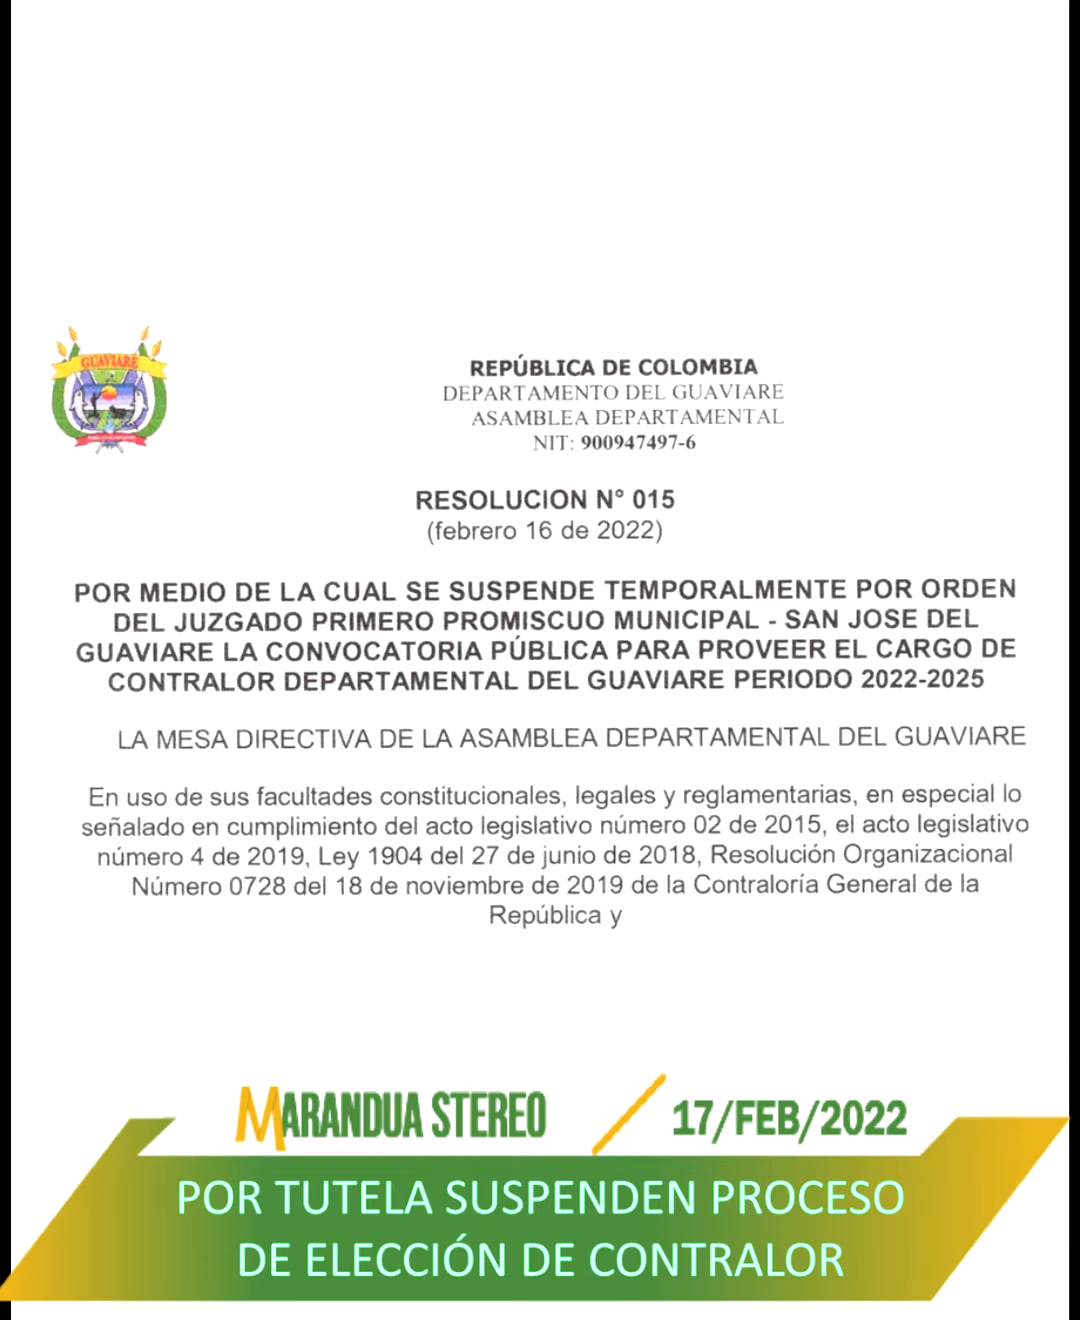 GUAVIARE
REPÚBLICA DE COLOMBIA
DEPARTAMENTO DEL GUAVIARE
ASAMBLEA DEPARTAMENTAL
NIT: 900947497-6
RESOLUCION N° 015
(febrero 16 de 2022)
POR MEDIO DE LA CUAL SE SUSPENDE TEMPORALMENTE POR ORDEN
DEL JUZGADO PRIMERO PROMISCUO MUNICIPAL - SAN JOSE DEL
GUAVIARE LA CONVOCATORIA PÚBLICA PARA PROVEER EL CARGO DE
CONTRALOR DEPARTAMENTAL DEL GUAVIARE PERIODO 2022-2025
LA MESA DIRECTIVA DE LA ASAMBLEA DEPARTAMENTAL DEL GUAVIARE
En uso de sus facultades constitucionales, legales y reglamentarias, en especial lo
señalado en cumplimiento del acto legislativo número 02 de 2015, el acto legislativo
número 4 de 2019, Ley 1904 del 27 de junio de 2018, Resolución Organizacional
Número 0728 del 18 de noviembre de 2019 de la Contraloría General de la
República y
MARANDUA STEREO / 17/FEB/2022
POR TUTELA SUSPENDEN PROCESO
DE ELECCIÓN DE CONTRALOR